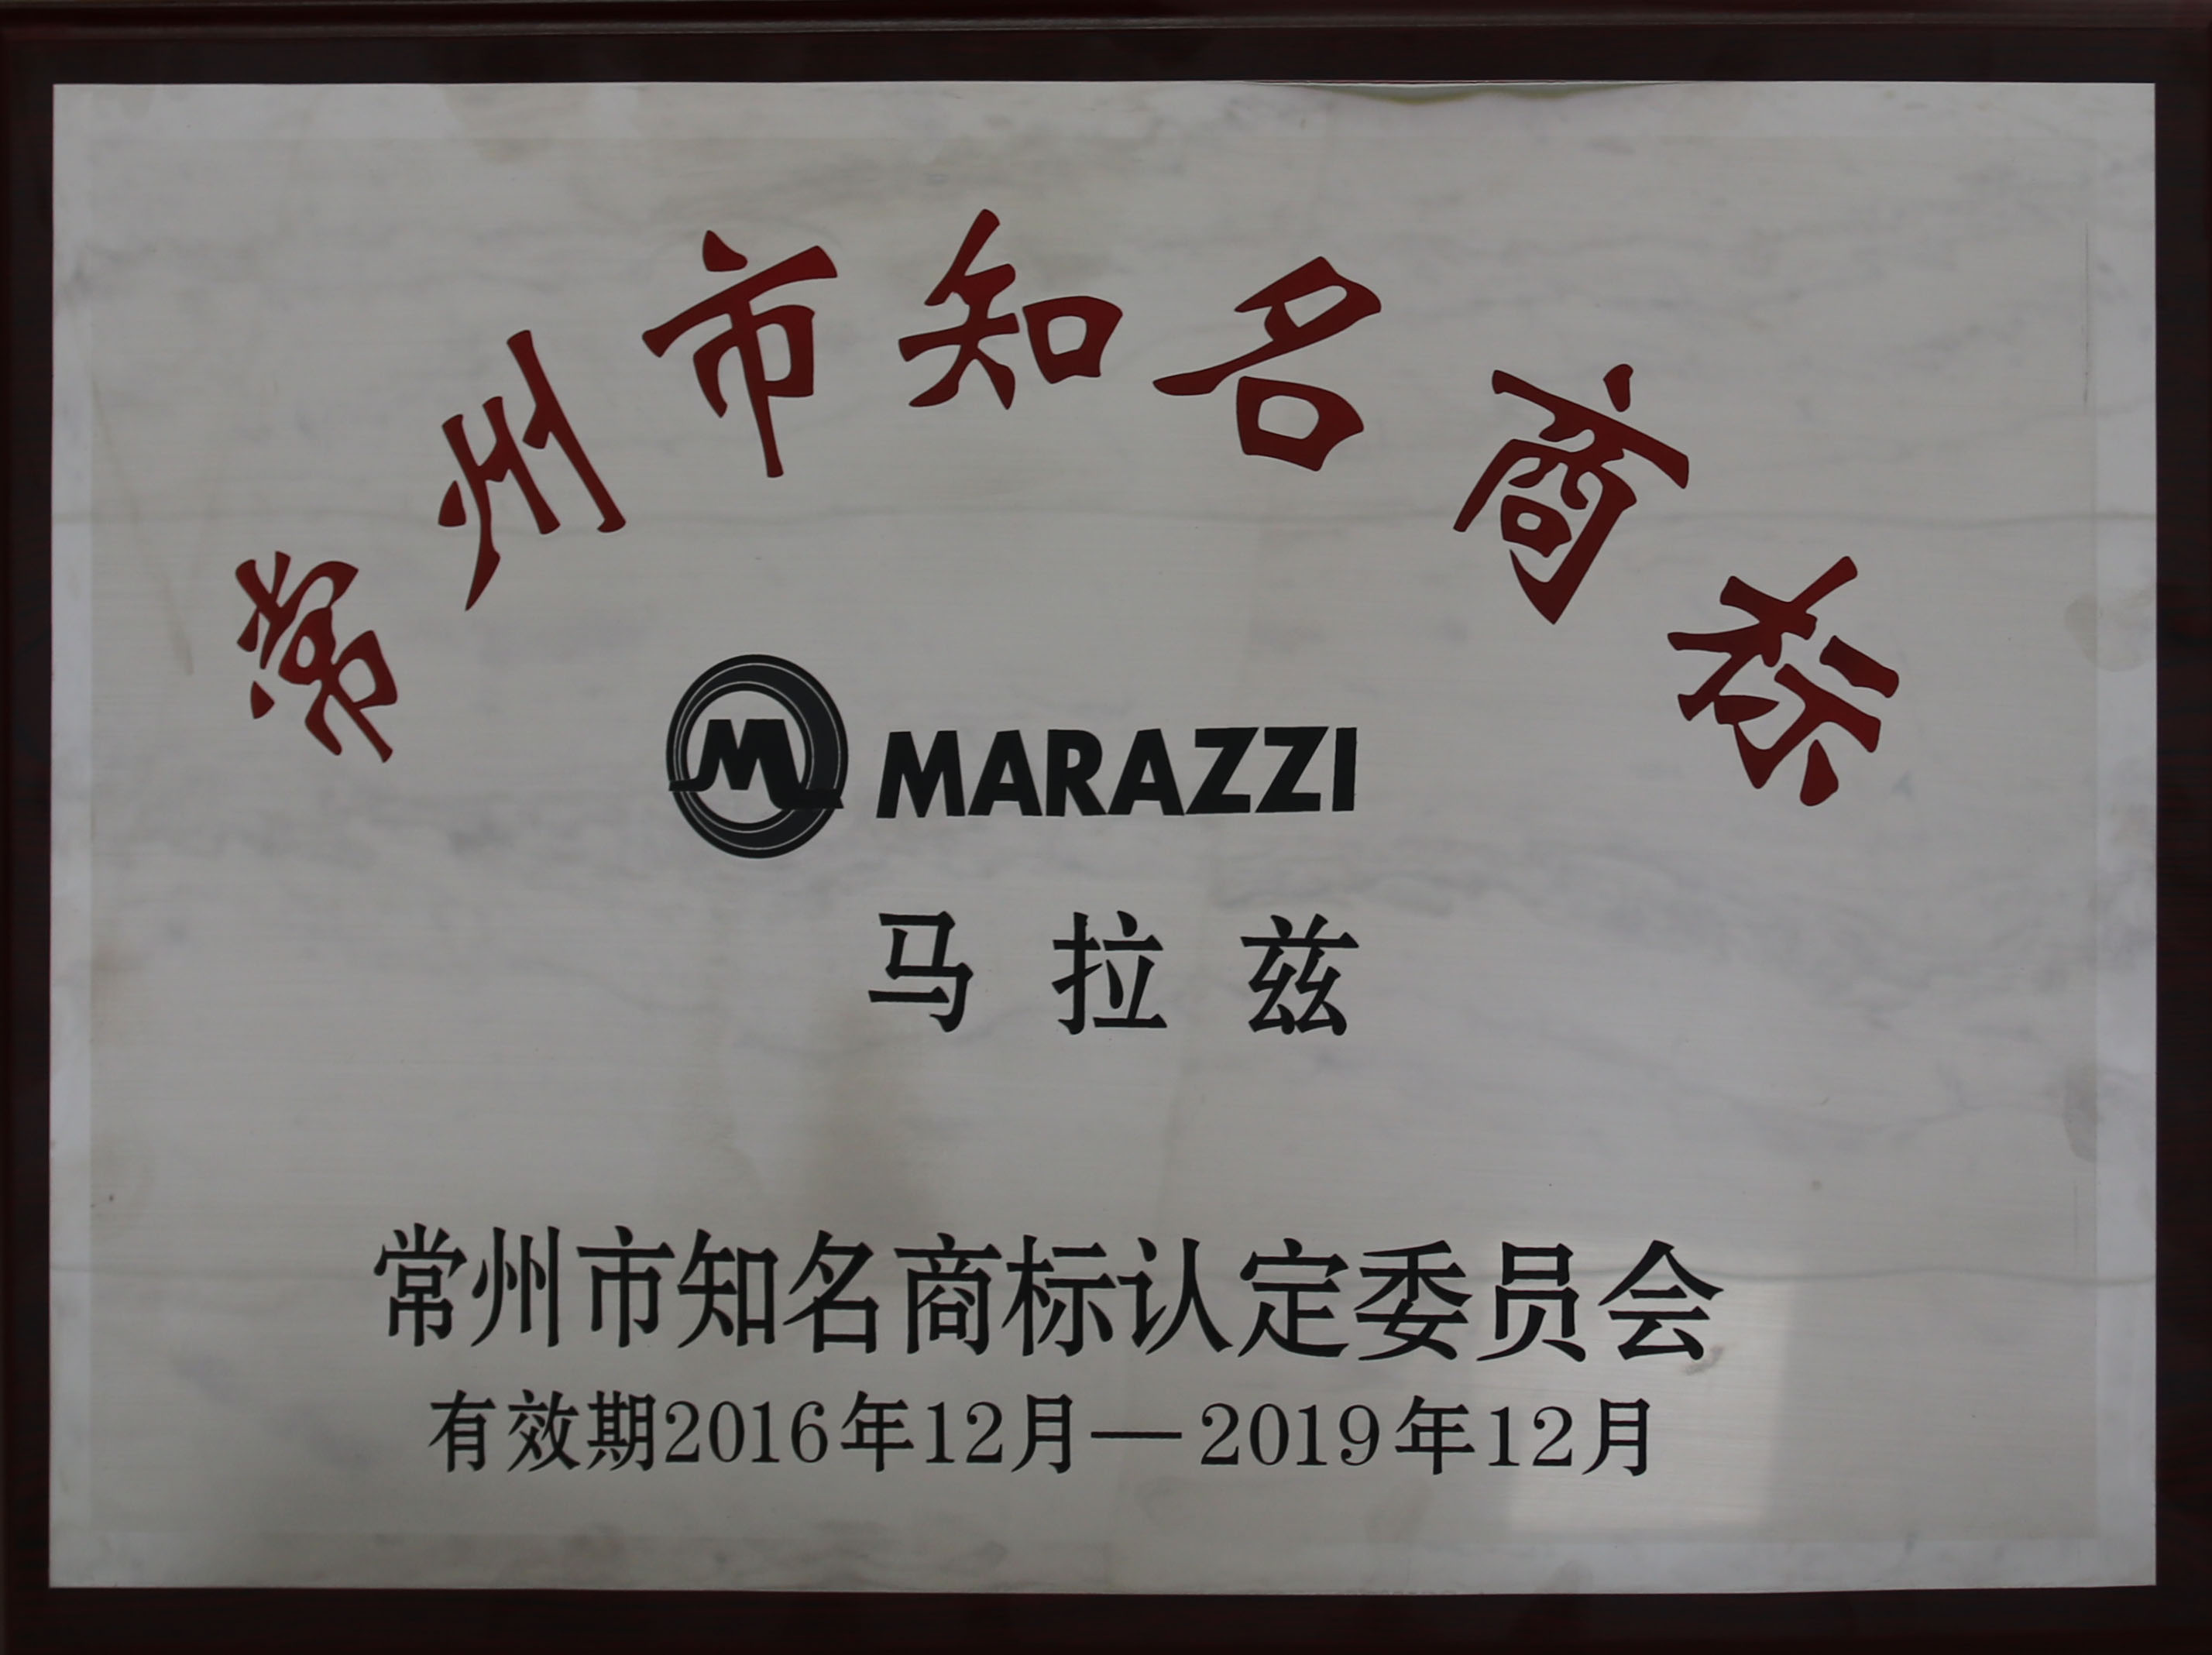 常州市知名商标
M MARAZZI
马拉兹
常州市知名商标认定委员会
有效期2016年12月—2019年12月